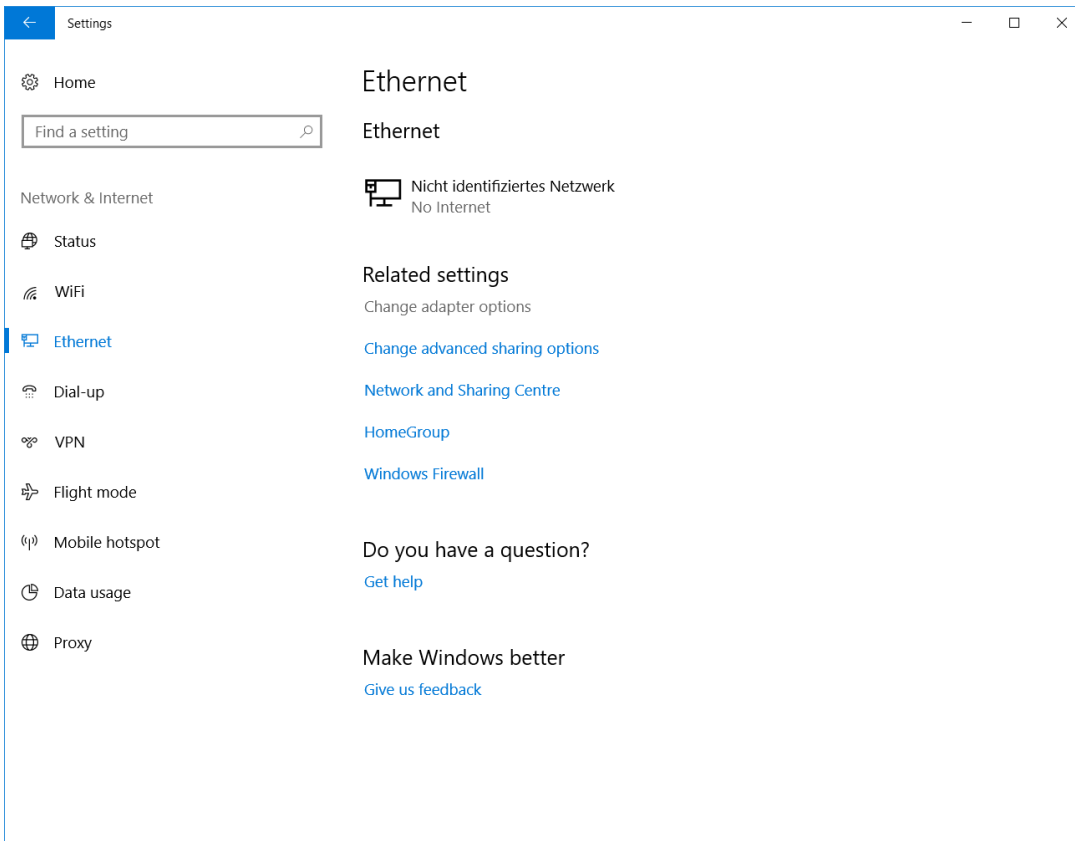 Settings
Home
Find a setting
Network & Internet
Status
WiFi
Ethernet
Dial-up
VPN
Flight mode
Mobile hotspot
Data usage
Proxy
Ethernet
Ethernet
Nicht identifiziertes Netzwerk
No Internet
Related settings
Change adapter options
Change advanced sharing options
Network and Sharing Centre
HomeGroup
Windows Firewall
Do you have a question?
Get help
Make Windows better
Give us feedback